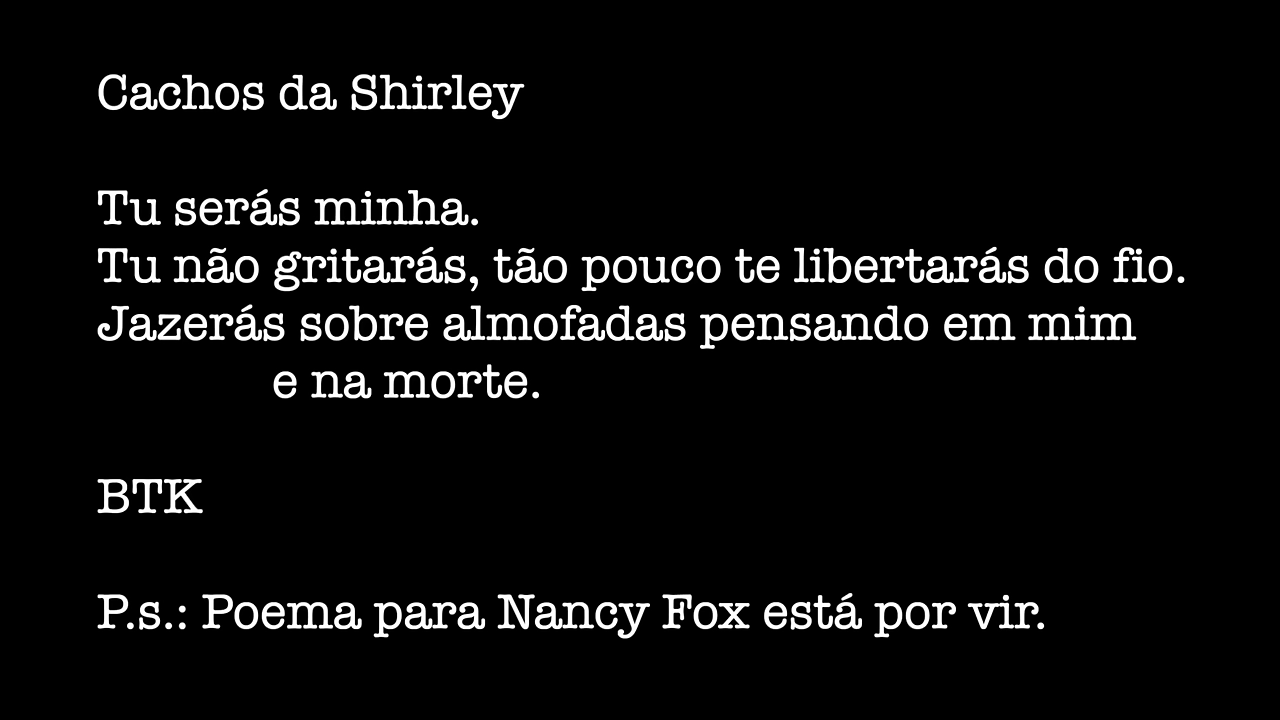 Cachos da Shirley
Tu serás minha.
Tu não gritarás, tão pouco te libertarás do fio.
Jazerás sobre almofadas pensando em mim
e na morte.
BTK
P.s.: Poema para Nancy Fox está por vir.